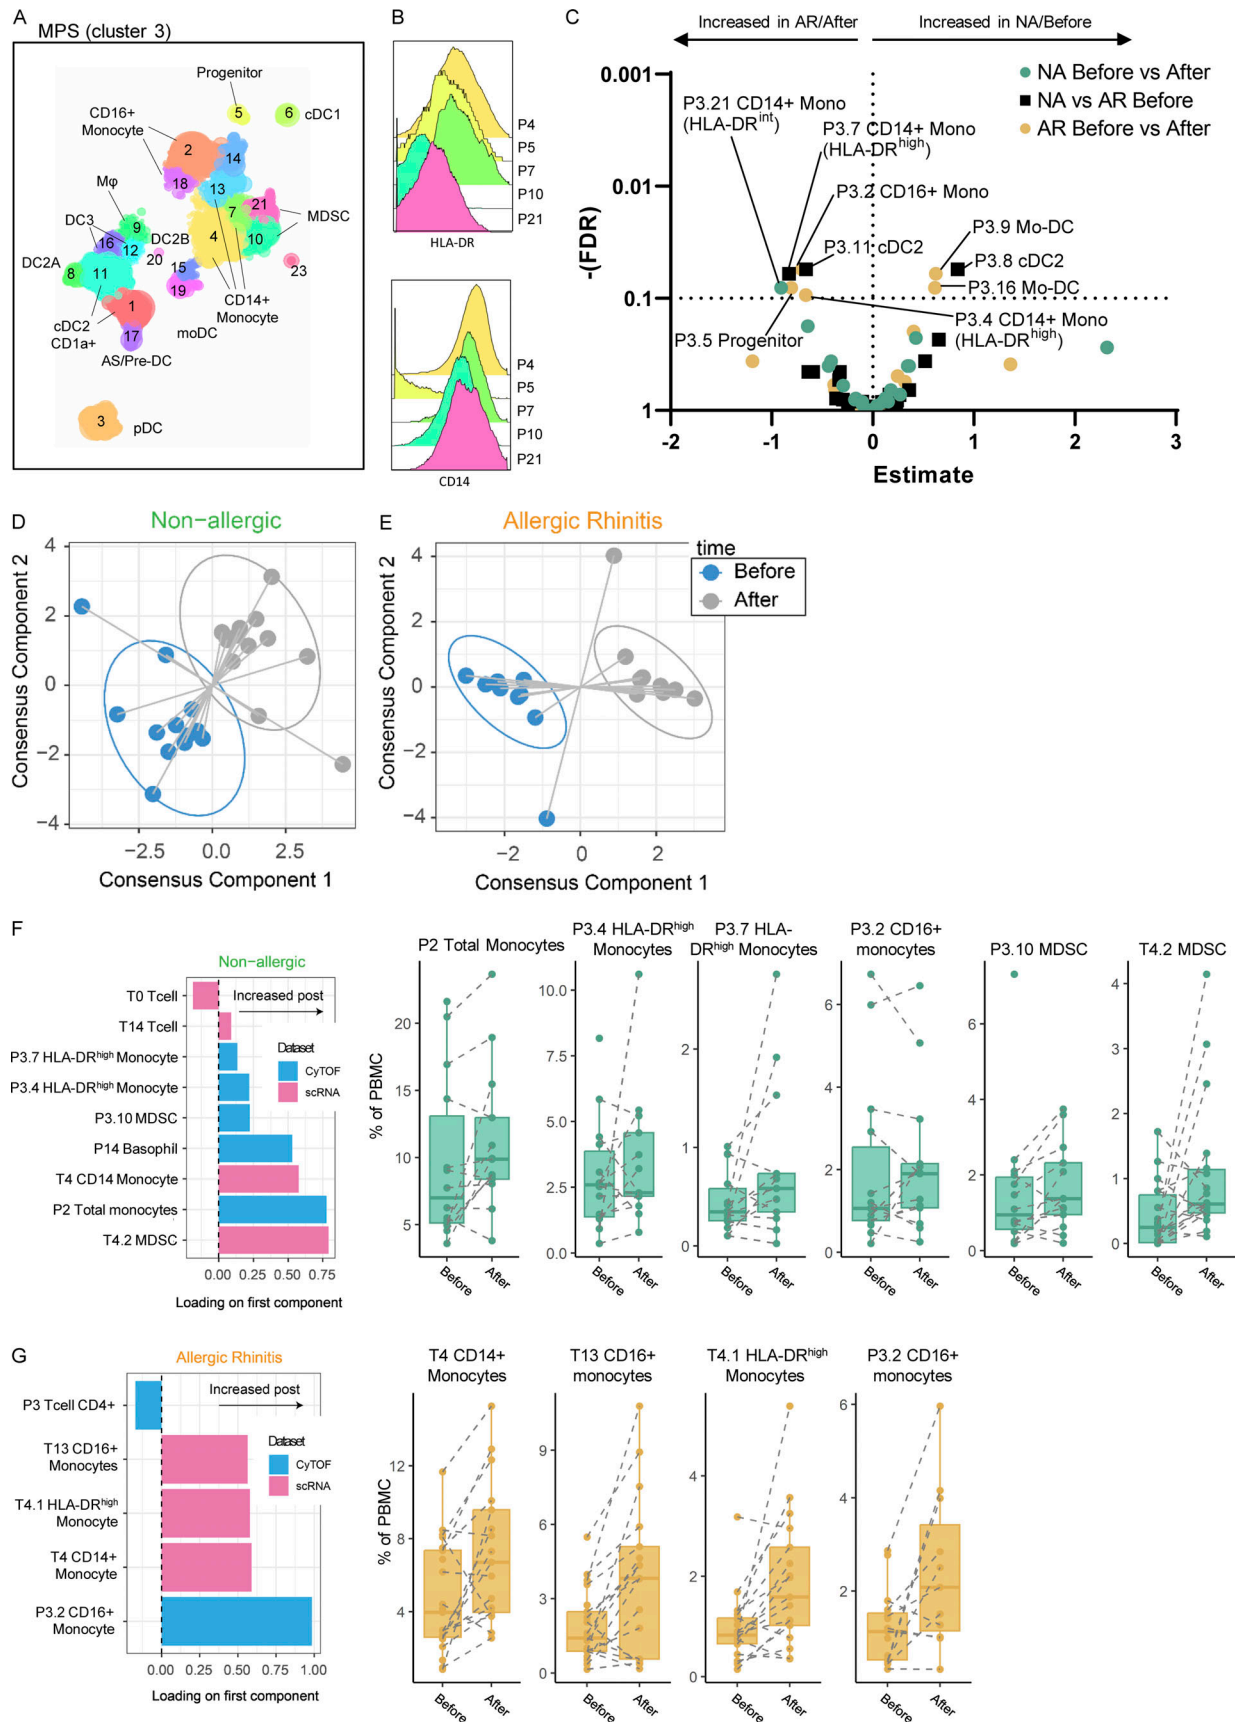 A
MPS (cluster 3)
Progenitor
CD16+
Monocyte
5
6
cDC1
2
14
18
13
Mφ
7
21
MDSC
DC3
9
16
12
DC2B
4
10
DC2A
8
11
20
15
23
19
CD14+
Monocyte
1
cDC2
CD1a+
17
moDC
AS/Pre-DC
3
pDC
B
P4
P5
P7
P10
P21
HLA-DR
P4
P5
P7
P10
P21
CD14
C
Increased in AR/After
Increased in NA/Before
0.001
0.01
0.1
1
-(FDR)
NA Before vs After
NA vs AR Before
AR Before vs After
P3.21 CD14+ Mono
(HLA-DRint)
P3.7 CD14+ Mono
(HLA-DRhigh)
P3.2 CD16+ Mono
P3.11 cDC2
P3.9 Mo-DC
P3.8 cDC2
P3.16 Mo-DC
P3.5 Progenitor
P3.4 CD14+ Mono
(HLA-DRhigh)
-2 -1 0 1 2 3
Estimate
D
Non−allergic
Consensus Component 2
4
2
0
−2
−4
−2.5 0.0 2.5
Consensus Component 1
E
Allergic Rhinitis
Consensus Component 2
4
2
0
−2
−4
−2 0 2
Consensus Component 1
time
Before
After
F
Non-allergic
T0 Tcell
T14 Tcell
P3.7 HLA-DRhigh Monocyte
P3.4 HLA-DRhigh Monocyte
P3.10 MDSC
P14 Basophil
T4 CD14 Monocyte
P2 Total monocytes
T4.2 MDSC
Increased post
Dataset
CyTOF
scRNA
0.00 0.25 0.50 0.75
Loading on first component
% of PBMC
P2 Total Monocytes
20
15
10
5
Before After
P3.4 HLA-DRhigh
Monocytes
10.0
7.5
5.0
2.5
0.0
Before After
P3.7 HLA-
DRhigh Monocytes
2
1
0
Before After
P3.2 CD16+
monocytes
6
4
2
0
Before After
P3.10 MDSC
6
4
2
0
Before After
T4.2 MDSC
4
3
2
1
0
Before After
G
Allergic Rhinitis
P3 Tcell CD4+
T13 CD16+
Monocytes
T4.1 HLA-DRhigh
Monocyte
T4 CD14+
Monocyte
P3.2 CD16+
Monocyte
Increased post
Dataset
CyTOF
scRNA
0.00 0.25 0.50 0.75 1.00
Loading on first component
% of PBMC
T4 CD14+
Monocytes
12
8
4
Before After
T13 CD16+
monocytes
9
6
3
0
Before After
T4.1 HLA-DRhigh
Monocytes
4
2
0
Before After
P3.2 CD16+
monocytes
6
4
2
Before After